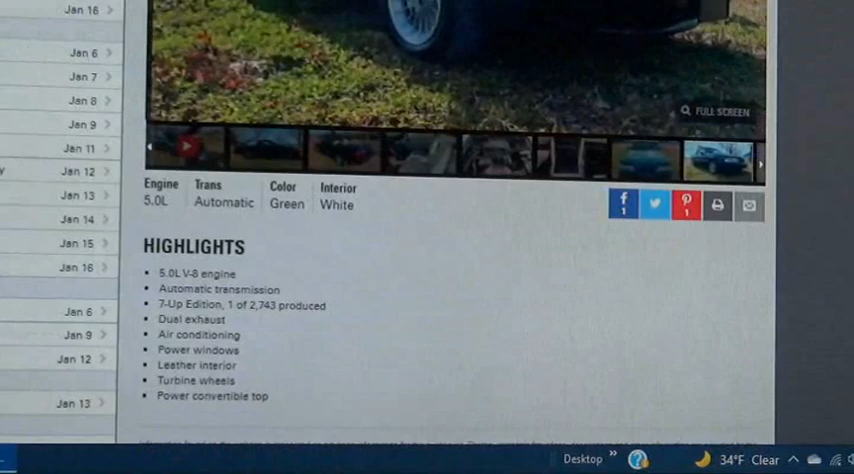 Jan 16
Jan 6
Jan 7
Jan 8
Jan 9
Jan 11
y Jan 12
Jan 13
Jan 14
Jan 15
Jan 16
Jan 6
Jan 9
Jan 12
Jan 13
FULL SCREEN
Engine Trans Color Interior
5.0L Automatic Green White
f 1
1
HIGHLIGHTS
5.0L V-8 engine
Automatic transmission
7-Up Edition, 1 of 2,743 produced
Dual exhaust
Air conditioning
Power windows
Leather interior
Turbine wheels
Power convertible top
Desktop » ? 34°F Clear